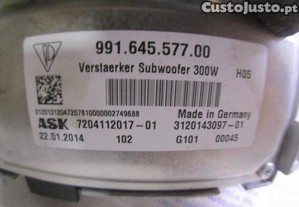 CustoJusto.pt
991.645.577.00
Verstaerker Subwoofer 300W H05
Made in Germany
ASK 7204112017-01 3120143097-01
22.01.2014 102 G101 00045